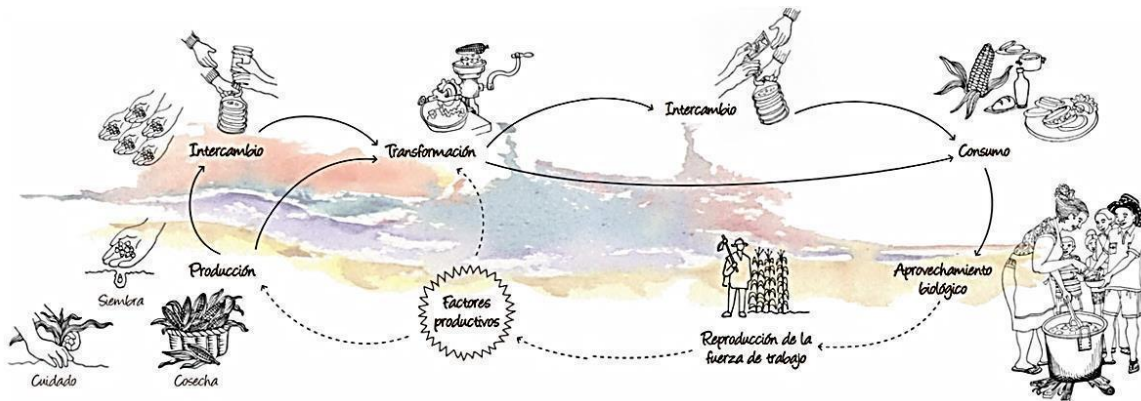 Intercambio
Intercambio
Transformación
Consumo
Producción
Siembra
Cuidado
Cosecha
Factores
productivos
Reproducción de la
fuerza de trabajo
Aprovechamiento
biológico